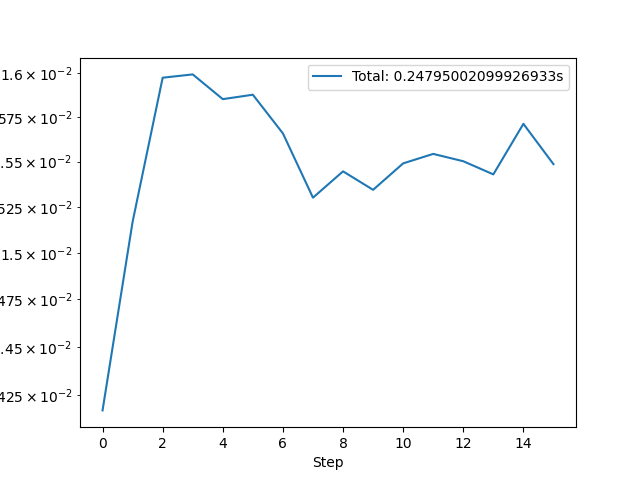 Total: 0.24795002099926933s
1.6 × 10⁻²
575 × 10⁻²
.55 × 10⁻²
525 × 10⁻²
1.5 × 10⁻²
475 × 10⁻²
.45 × 10⁻²
425 × 10⁻²
0 2 4 6 8 10 12 14
Step